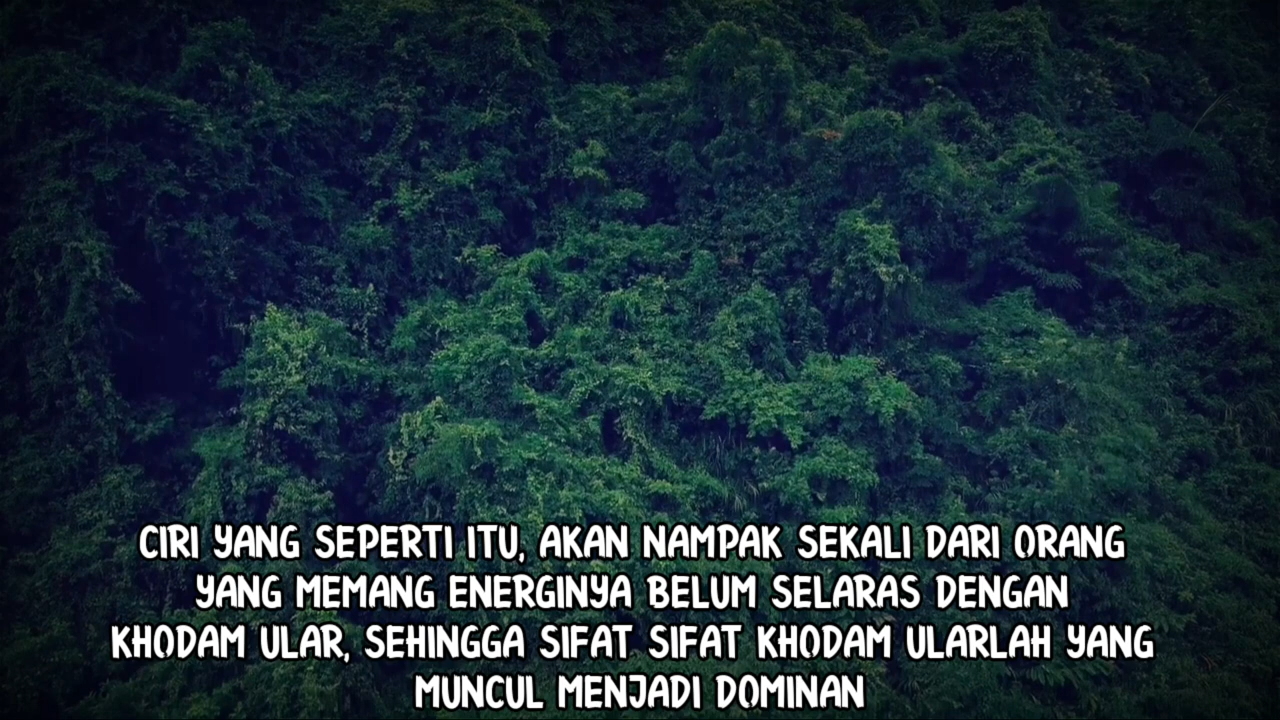 CIRI YANG SEPERTI ITU, AKAN NAMPAK SEKALI DARI ORANG
YANG MEMANG ENERGINYA BELUM SELARAS DENGAN
KHODAM ULAR, SEHINGGA SIFAT SIFAT KHODAM ULARLAH YANG
MUNCUL MENJADI DOMINAN